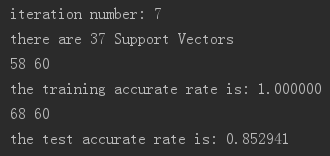 iteration number: 7
there are 37 Support Vectors
58 60
the training accurate rate is: 1.000000
68 60
the test accurate rate is: 0.852941